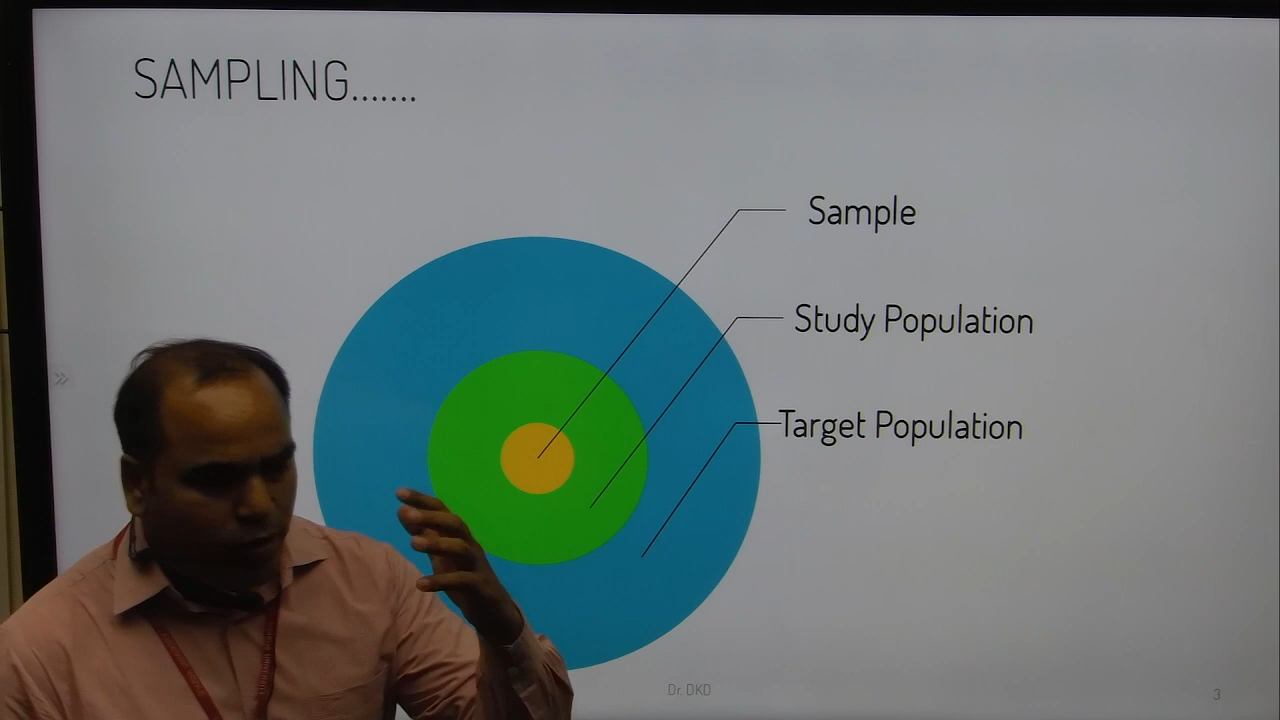 SAMPLING.......
Sample
Study Population
Target Population
Dr. DKD
3